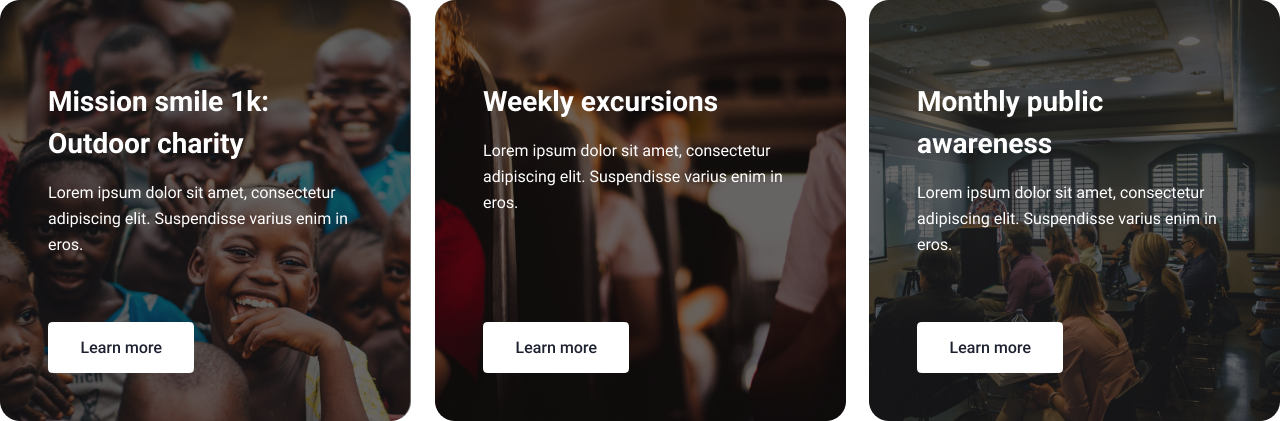 Mission smile 1k:
Outdoor charity
Lorem ipsum dolor sit amet, consectetur
adipiscing elit. Suspendisse varius enim in
eros.
Learn more
Weekly excursions
Lorem ipsum dolor sit amet, consectetur
adipiscing elit. Suspendisse varius enim in
eros.
Learn more
Monthly public
awareness
Lorem ipsum dolor sit amet, consectetur
adipiscing elit. Suspendisse varius enim in
eros.
Learn more